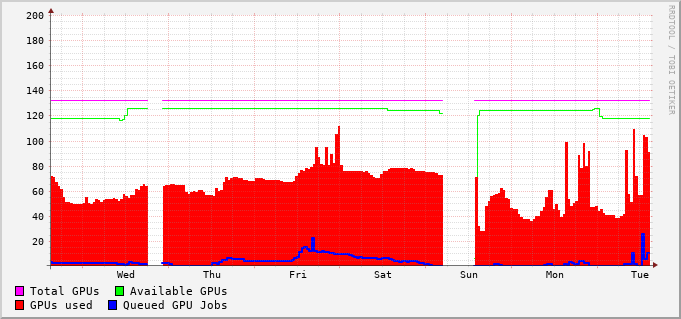 200
180
160
140
120
100
80
60
40
20
Wed Thu Fri Sat Sun Mon Tue
Total GPUs Available GPUs
GPUs used Queued GPU Jobs
RRDTOOL / TOBI OETIKER